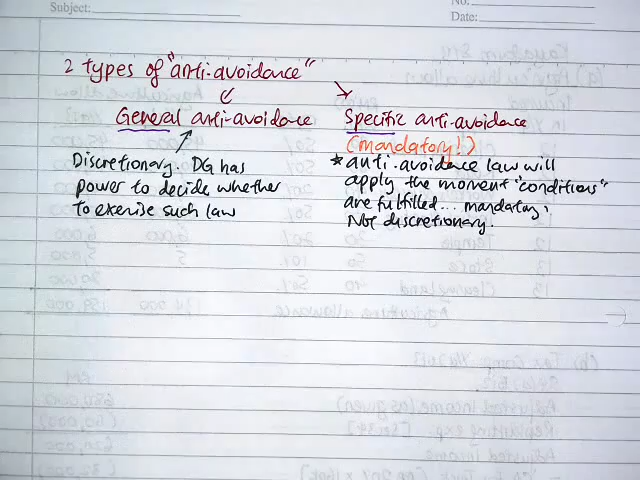 Subject:
No.
Date:
2 types of "anti-avoidance"
General anti-avoidance
Discretionary. DG has
power to decide whether
to exercise such law
Specific anti-avoidance
(mandatory!)
* anti-avoidance law will
apply the moment "conditions"
are fulfilled... mandatory,
Not discretionary.